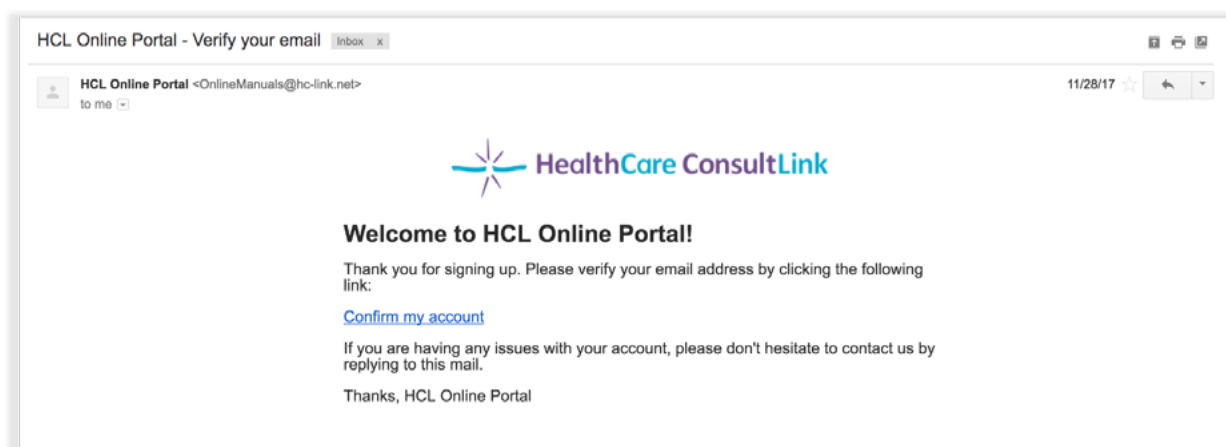 HCL Online Portal - Verify your email Inbox x
HCL Online Portal <OnlineManuals@hc-link.net> 11/28/17
to me
HealthCare ConsultLink
Welcome to HCL Online Portal!
Thank you for signing up. Please verify your email address by clicking the following
link:
Confirm my account
If you are having any issues with your account, please don't hesitate to contact us by
replying to this mail.
Thanks, HCL Online Portal